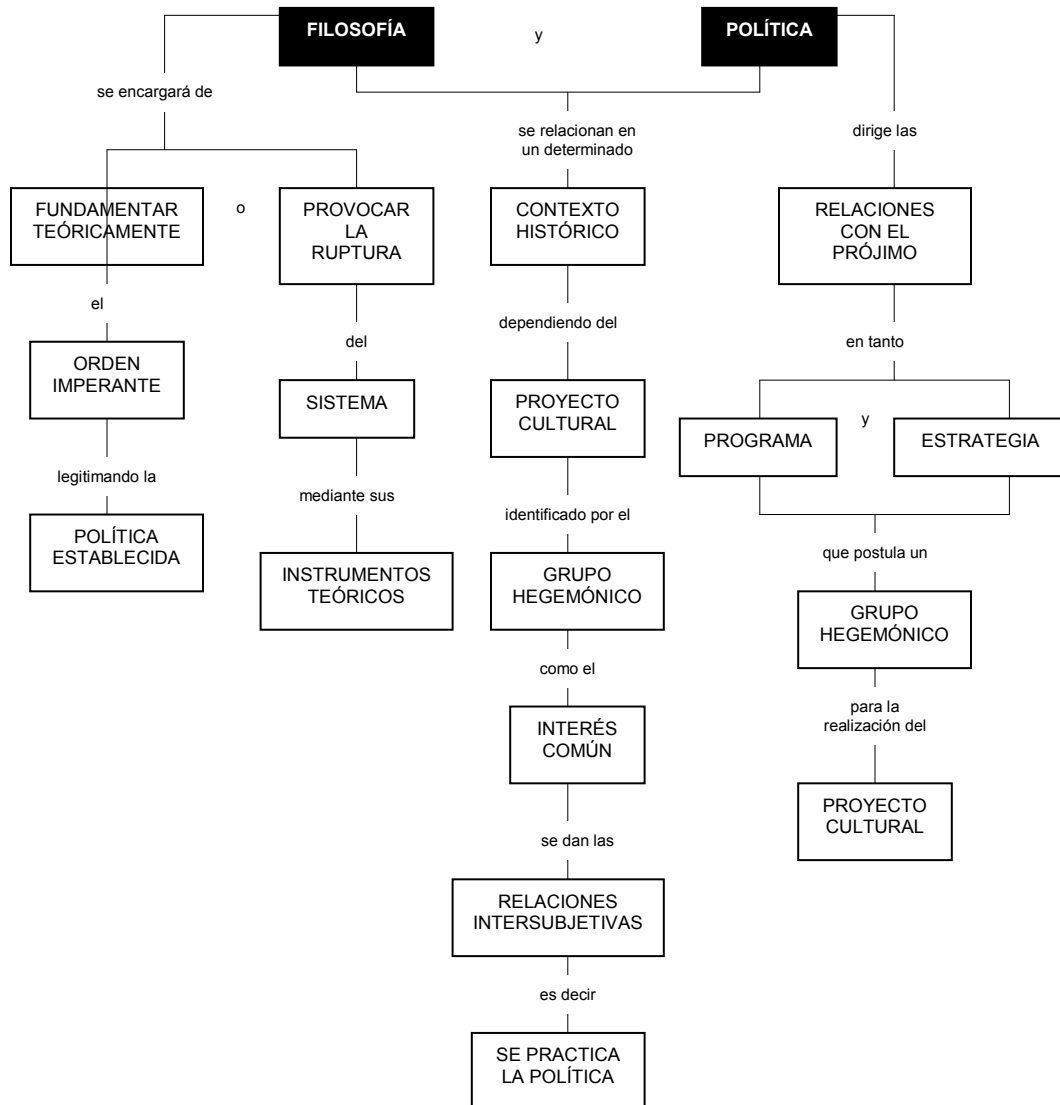 FILOSOFÍA
y
POLÍTICA
se encargará de
se relacionan en
un determinado
dirige las
FUNDAMENTAR
TEÓRICAMENTE
o
PROVOCAR
LA
RUPTURA
CONTEXTO
HISTÓRICO
RELACIONES
CON EL
PRÓJIMO
el
del
dependiendo del
en tanto
ORDEN
IMPERANTE
SISTEMA
PROYECTO
CULTURAL
PROGRAMA
y
ESTRATEGIA
legitimando la
mediante sus
identificado por el
que postula un
POLÍTICA
ESTABLECIDA
INSTRUMENTOS
TEÓRICOS
GRUPO
HEGEMÓNICO
GRUPO
HEGEMÓNICO
como el
para la
realización del
INTERÉS
COMÚN
PROYECTO
CULTURAL
se dan las
RELACIONES
INTERSUBJETIVAS
es decir
SE PRACTICA
LA POLÍTICA